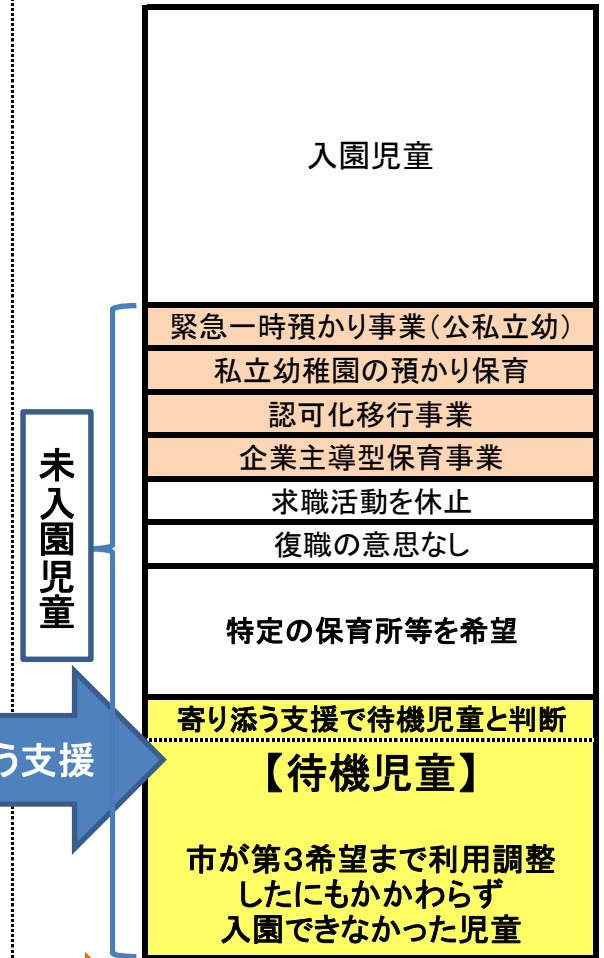 入園児童
緊急一時預かり事業(公私立幼)
私立幼稚園の預かり保育
認可化移行事業
企業主導型保育事業
求職活動を休止
復職の意思なし
未入園児童
特定の保育所等を希望
寄り添う支援で待機児童と判断
う支援
【待機児童】
市が第3希望まで利用調整
したにもかかわらず
入園できなかった児童